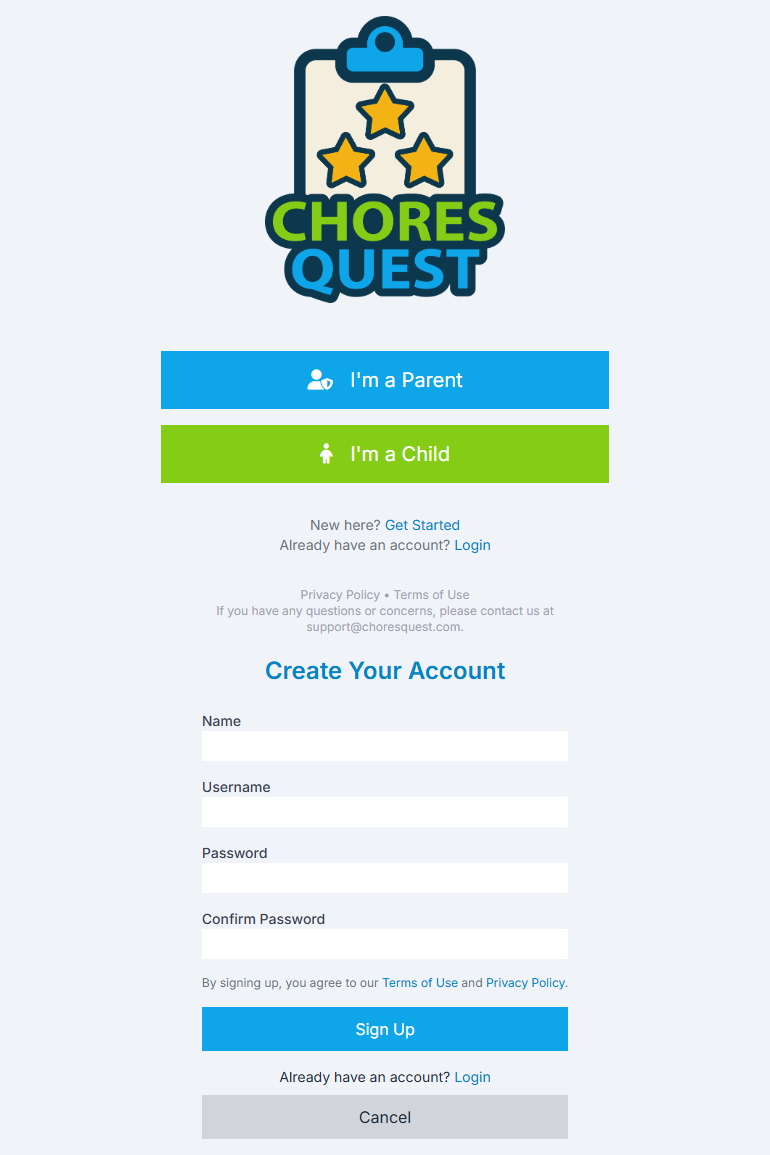 CHORES
QUEST
I'm a Parent
I'm a Child
New here? Get Started
Already have an account? Login
Privacy Policy • Terms of Use
If you have any questions or concerns, please contact us at
support@choresquest.com.
Create Your Account
Name
Username
Password
Confirm Password
By signing up, you agree to our Terms of Use and Privacy Policy.
Sign Up
Already have an account? Login
Cancel